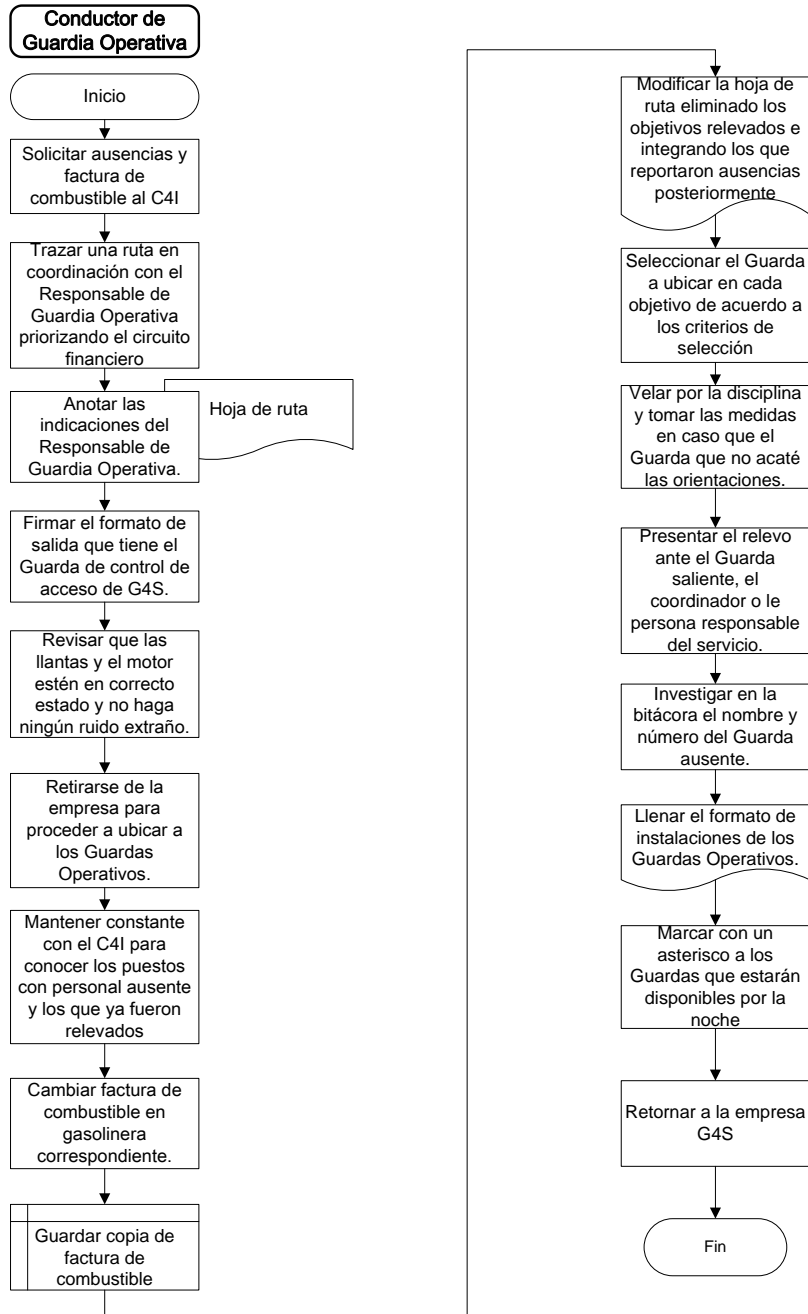 Conductor de
Guardia Operativa
Inicio
Solicitar ausencias y
factura de
combustible al C4I
Trazar una ruta en
coordinación con el
Responsable de
Guardia Operativa
priorizando el circuito
financiero
Anotar las
indicaciones del
Responsable de
Guardia Operativa.
Hoja de ruta
Firmar el formato de
salida que tiene el
Guarda de control de
acceso de G4S.
Revisar que las
llantas y el motor
estén en correcto
estado y no haga
ningún ruido extraño.
Retirarse de la
empresa para
proceder a ubicar a
los Guardas
Operativos.
Mantener constante
con el C4I para
conocer los puestos
con personal ausente
y los que ya fueron
relevados
Cambiar factura de
combustible en
gasolinera
correspondiente.
Guardar copia de
factura de
combustible
Modificar la hoja de
ruta eliminado los
objetivos relevados e
integrando los que
reportaron ausencias
posteriormente
Seleccionar el Guarda
a ubicar en cada
objetivo de acuerdo a
los criterios de
selección
Velar por la disciplina
y tomar las medidas
en caso que el
Guarda que no acaté
las orientaciones.
Presentar el relevo
ante el Guarda
saliente, el
coordinador o le
persona responsable
del servicio.
Investigar en la
bitácora el nombre y
número del Guarda
ausente.
Llenar el formato de
instalaciones de los
Guardas Operativos.
Marcar con un
asterisco a los
Guardas que estarán
disponibles por la
noche
Retornar a la empresa
G4S
Fin